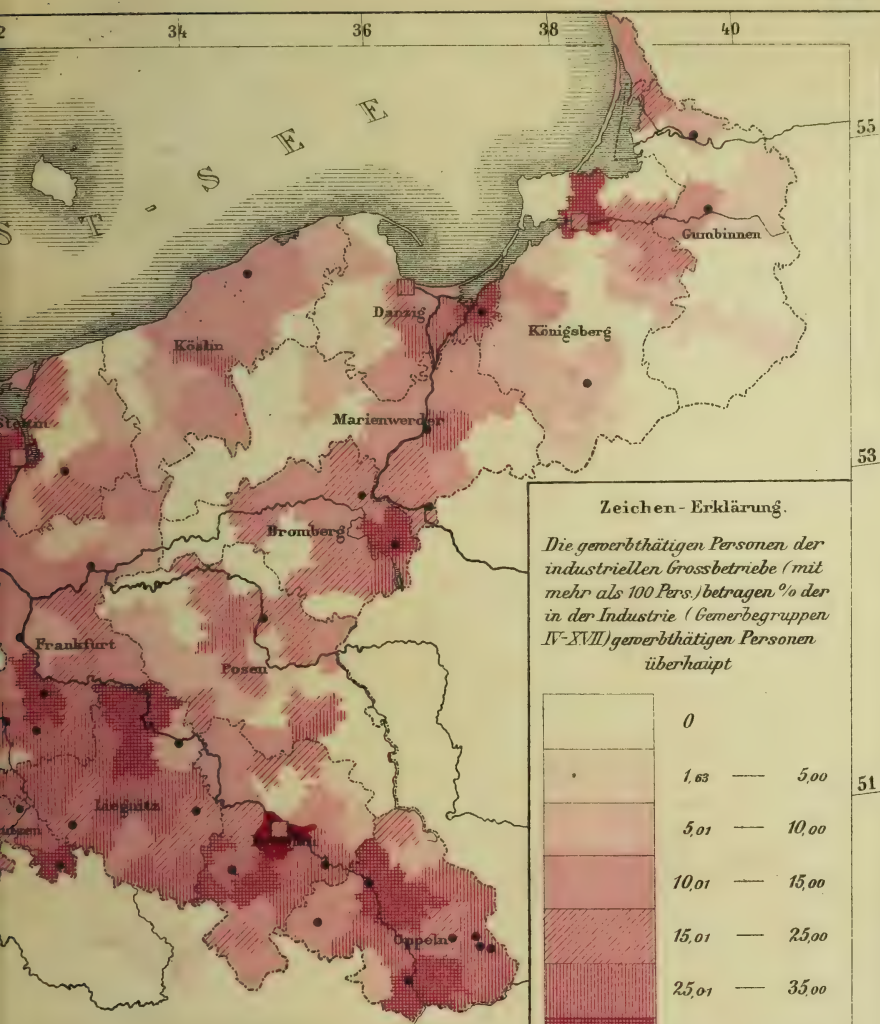 2
34
36
38
40
55
53
51
S T - S E E
Gumbinnen
Danzig
Königsberg
Köslin
Marienwerder
Stettin
Bromberg
Frankfurt
Posen
Liegnitz
Oppeln
Zeichen-Erklärung.
Die gewerbthätigen Personen der
industriellen Grossbetriebe (mit
mehr als 100 Pers.) betragen % der
in der Industrie (Gewerbegruppen
IV-XVII) gewerbthätigen Personen
überhaupt
0
1,63 — 5,00
5,01 — 10,00
10,01 — 15,00
15,01 — 25,00
25,01 — 35,00